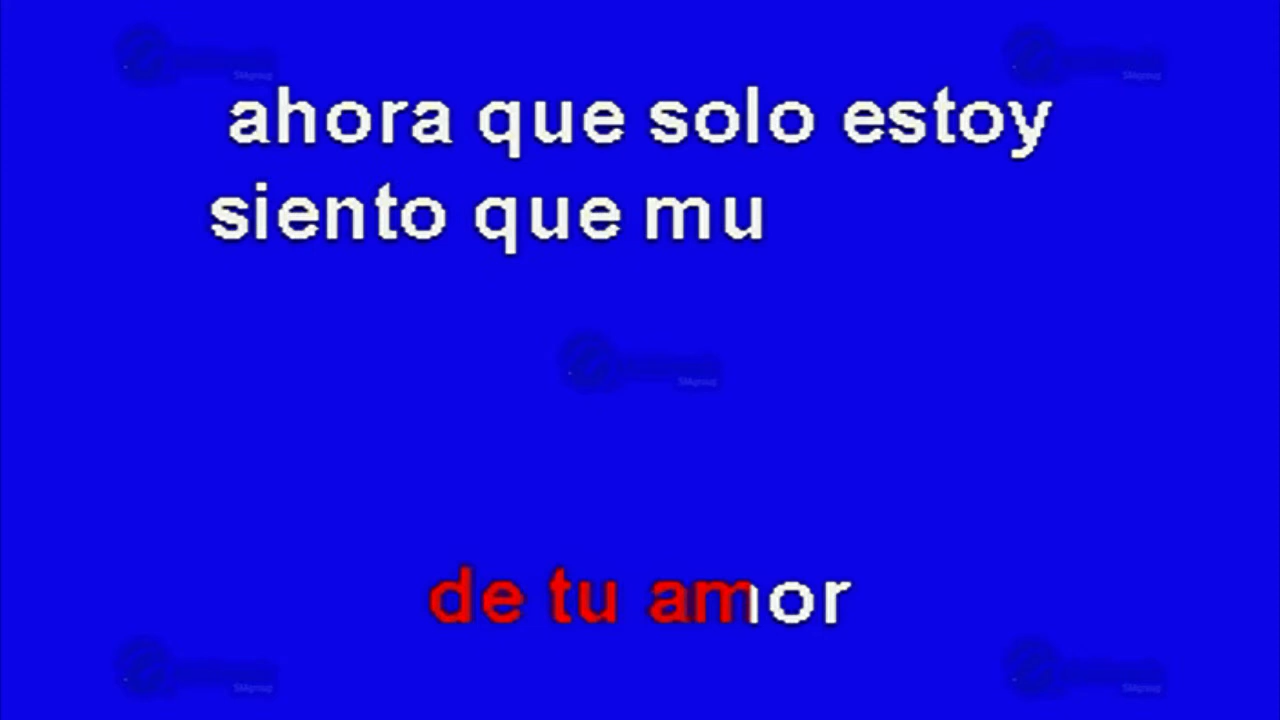 ahora que solo estoy
siento que mu
de tu amor